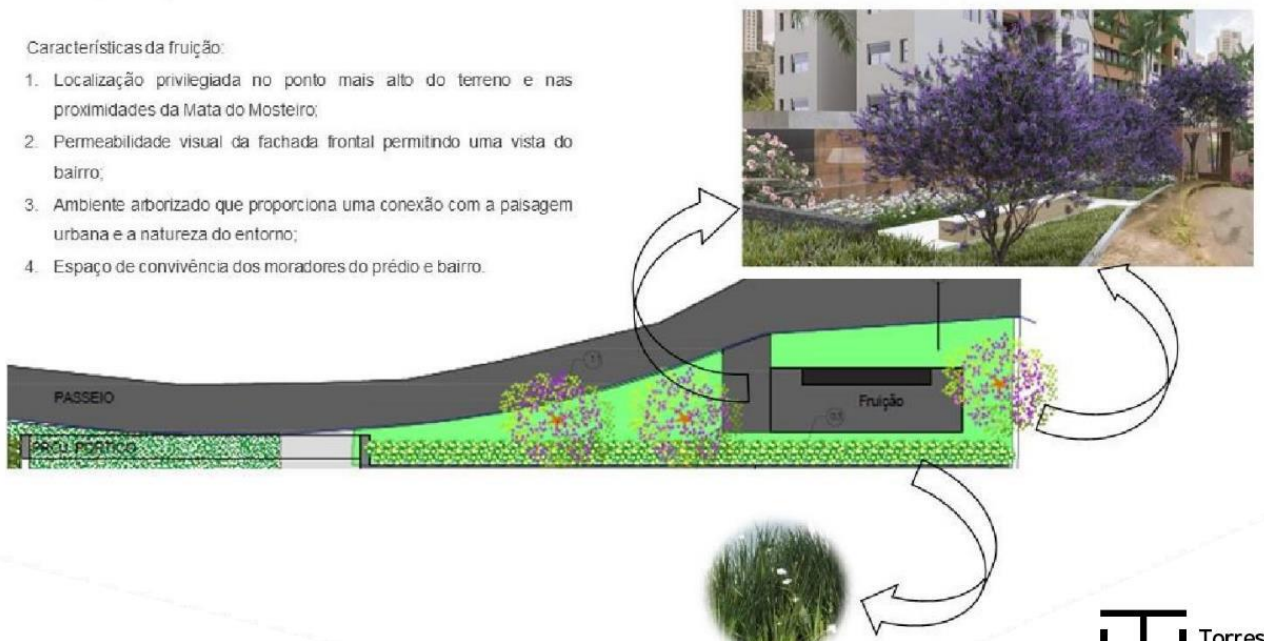 Características da fruição:
1. Localização privilegiada no ponto mais alto do terreno e nas
proximidades da Mata do Mosteiro;
2. Permeabilidade visual da fachada frontal permitindo uma vista do
bairro;
3. Ambiente arborizado que proporciona uma conexão com a paisagem
urbana e a natureza do entorno;
4. Espaço de convivência dos moradores do prédio e bairro.
PASSEIO
Fruição
PÓRTICO
Torres